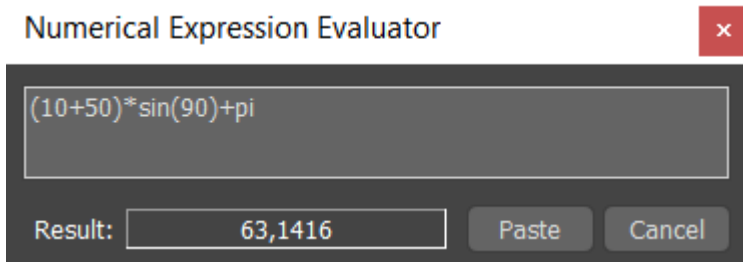 Numerical Expression Evaluator
(10+50)*sin(90)+pi
Result: 63,1416 Paste Cancel